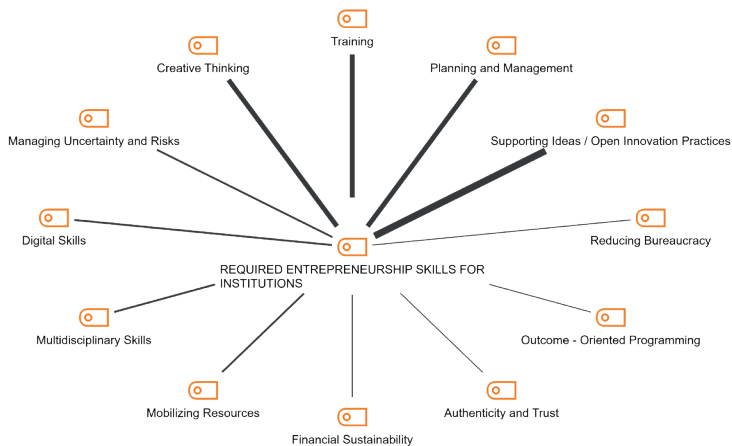 Training
Creative Thinking
Planning and Management
Managing Uncertainty and Risks
Supporting Ideas / Open Innovation Practices
Digital Skills
Reducing Bureaucracy
REQUIRED ENTREPRENEURSHIP SKILLS FOR
INSTITUTIONS
Multidisciplinary Skills
Outcome - Oriented Programming
Mobilizing Resources
Authenticity and Trust
Financial Sustainability